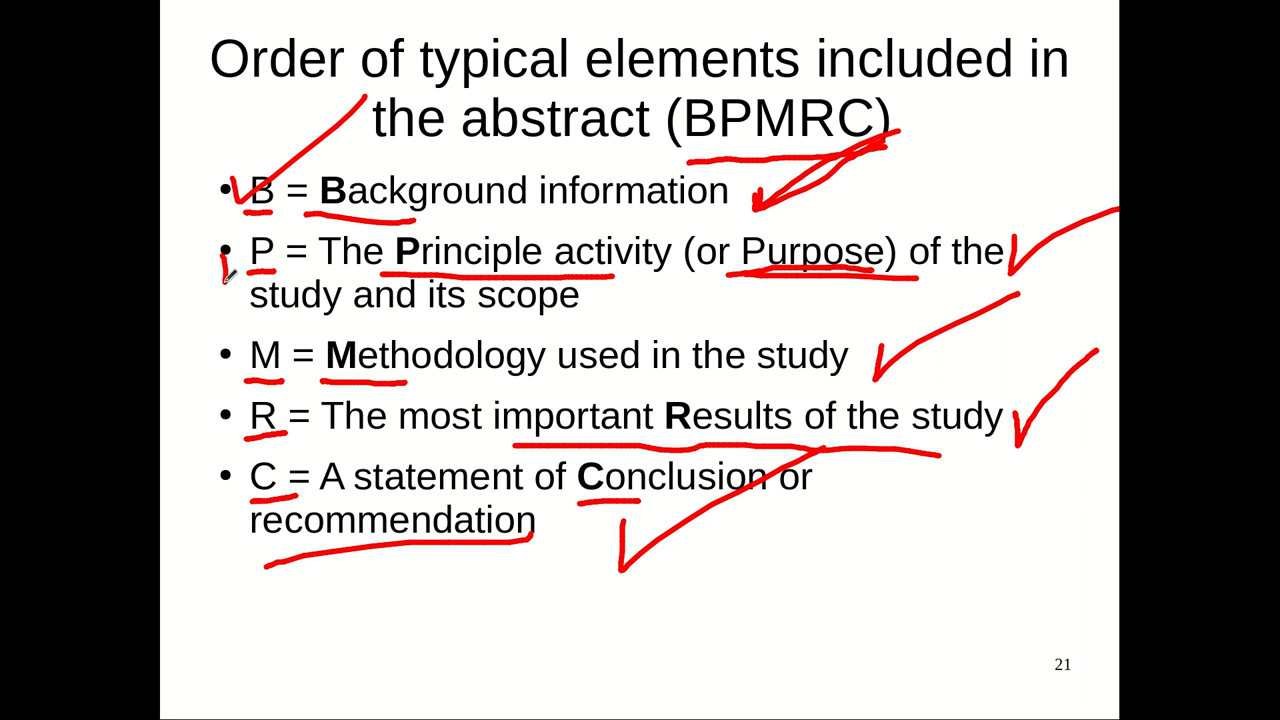 Order of typical elements included in
the abstract (BPMRC)
• B = Background information
• P = The Principle activity (or Purpose) of the
study and its scope
• M = Methodology used in the study
• R = The most important Results of the study
• C = A statement of Conclusion or
recommendation
21